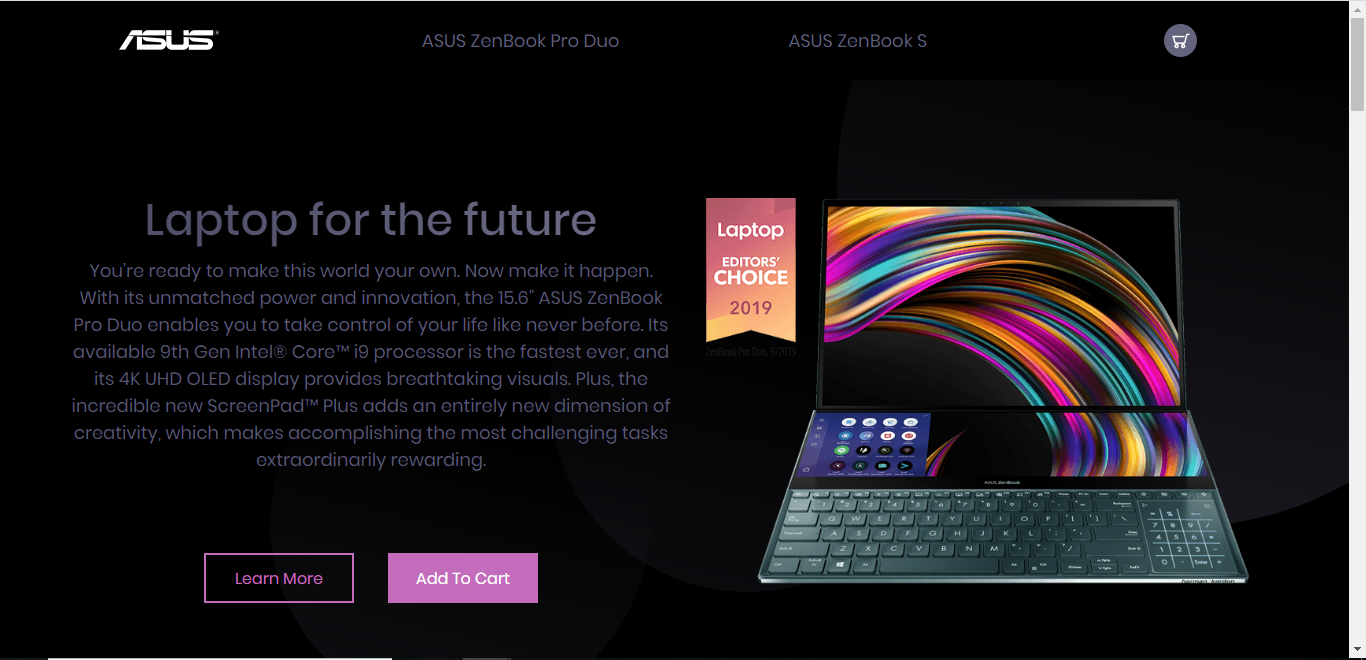 ASUS
ASUS ZenBook Pro Duo
ASUS ZenBook S
Laptop for the future
You're ready to make this world your own. Now make it happen.
With its unmatched power and innovation, the 15.6" ASUS ZenBook
Pro Duo enables you to take control of your life like never before. Its
available 9th Gen Intel® Core™ i9 processor is the fastest ever, and
its 4K UHD OLED display provides breathtaking visuals. Plus, the
incredible new ScreenPad™ Plus adds an entirely new dimension of
creativity, which makes accomplishing the most challenging tasks
extraordinarily rewarding.
Learn More
Add To Cart
Laptop
EDITORS'
CHOICE
2019
ZenBook Pro Duo, 9/2019
ASUS ZenBook
Q W E R T Y U I O P
A S D F G H J K L
Z X C V B N M
harman kardon